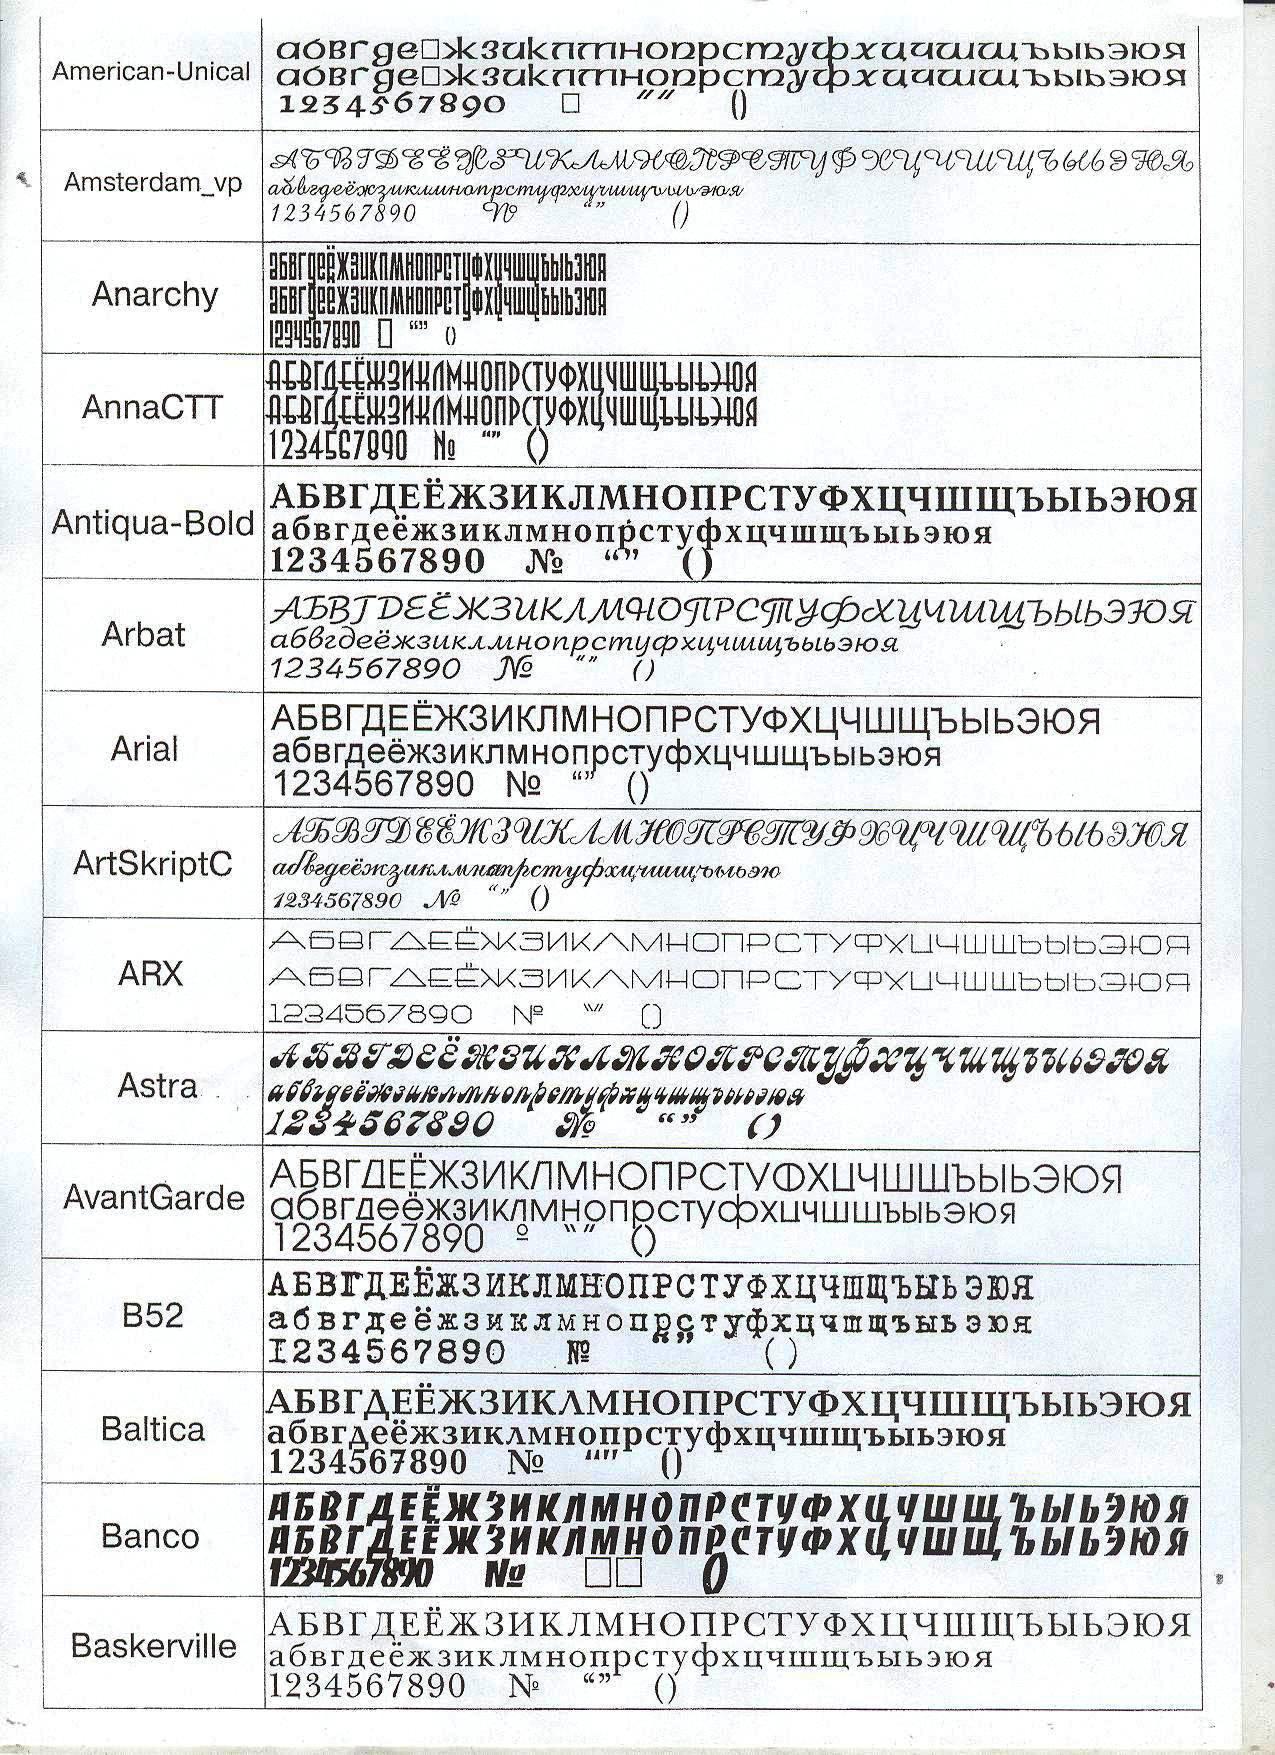 American-Unical
абвгде□жзиклмнопрстуфхцчшщъыьэюя
абвгде□жзиклмнопрстуфхцчшщъыьэюя
1234567890 □ “” ()
Amsterdam_vp
АБВГДЕЁЖЗИКЛМНОПРСТУФХЦЧШЩЪЫЬЭЮЯ
абвгдеёжзиклмнопрстуфхцчшщъыьэюя
1234567890 № “” ()
Anarchy
АБВГДЕЁЖЗИКЛМНОПРСТУФХЦЧШЩЪЫЬЭЮЯ
АБВГДЕЁЖЗИКЛМНОПРСТУФХЦЧШЩЪЫЬЭЮЯ
1234567890 □ “” ()
AnnaCTT
АБВГДЕЁЖЗИКЛМНОПРСТУФХЦЧШЩЪЫЬЭЮЯ
АБВГДЕЁЖЗИКЛМНОПРСТУФХЦЧШЩЪЫЬЭЮЯ
1234567890 № “” ()
Antiqua-Bold
АБВГДЕЁЖЗИКЛМНОПРСТУФХЦЧШЩЪЫЬЭЮЯ
абвгдеёжзиклмнопрстуфхцчшщъыьэюя
1234567890 № “” ()
Arbat
АБВГДЕЁЖЗИКЛМНОПРСТУФХЦЧШЩЪЫЬЭЮЯ
абвгдеёжзиклмнопрстуфхцчшщъыьэюя
1234567890 № “” ()
Arial
АБВГДЕЁЖЗИКЛМНОПРСТУФХЦЧШЩЪЫЬЭЮЯ
абвгдеёжзиклмнопрстуфхцчшщъыьэюя
1234567890 № “” ()
ArtSkriptC
АБВГДЕЁЖЗИКЛМНОПРСТУФХЦЧШЩЪЫЬЭЮЯ
абвгдеёжзиклмнопрстуфхцчшщъыьэю
1234567890 № “” ()
ARX
АБВГДЕЁЖЗИКЛМНОПРСТУФХЦЧШЩЪЫЬЭЮЯ
АБВГДЕЁЖЗИКЛМНОПРСТУФХЦЧШЩЪЫЬЭЮЯ
1234567890 № “” ()
Astra
АБВГДЕЁЖЗИКЛМНОПРСТУФХЦЧШЩЪЫЬЭЮЯ
абвгдеёжзиклмнопрстуфхцчшщъыьэюя
1234567890 № “” ()
AvantGarde
АБВГДЕЁЖЗИКЛМНОПРСТУФХЦЧШЩЪЫЬЭЮЯ
абвгдеёжзиклмнопрстуфхцчшщъыьэюя
1234567890 º “” ()
B52
АБВГДЕЁЖЗИКЛМНОПРСТУФХЦЧШЩЪЫЬЭЮЯ
абвгдеёжзиклмнопрстуфхцчшщъыьэюя
1234567890 № “” ()
Baltica
АБВГДЕЁЖЗИКЛМНОПРСТУФХЦЧШЩЪЫЬЭЮЯ
абвгдеёжзиклмнопрстуфхцчшщъыьэюя
1234567890 № “” ()
Banco
АБВГДЕЁЖЗИКЛМНОПРСТУФХЦЧШЩЪЫЬЭЮЯ
АБВГДЕЁЖЗИКЛМНОПРСТУФХЦЧШЩЪЫЬЭЮЯ
1234567890 № □□ ()
Baskerville
АБВГДЕЁЖЗИКЛМНОПРСТУФХЦЧШЩЪЫЬЭЮЯ
абвгдеёжзиклмнопрстуфхцчшщъыьэюя
1234567890 № “” ()